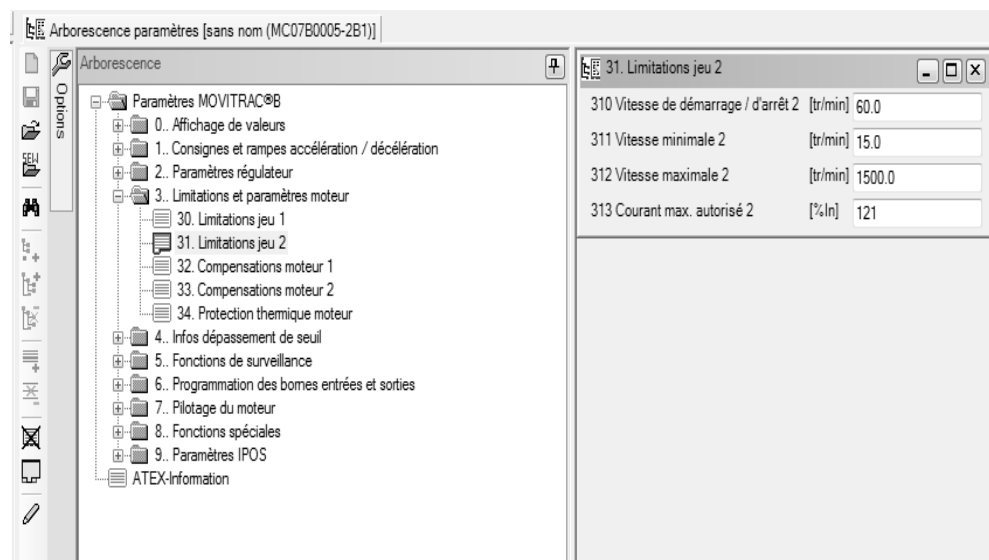 Arborescence paramètres [sans nom (MC07B0005-2B1)]
Options
Arborescence
Paramètres MOVITRAC®B
0.. Affichage de valeurs
1.. Consignes et rampes accélération / décélération
2.. Paramètres régulateur
3.. Limitations et paramètres moteur
30. Limitations jeu 1
31. Limitations jeu 2
32. Compensations moteur 1
33. Compensations moteur 2
34. Protection thermique moteur
4.. Infos dépassement de seuil
5.. Fonctions de surveillance
6.. Programmation des bornes entrées et sorties
7.. Pilotage du moteur
8.. Fonctions spéciales
9.. Paramètres IPOS
ATEX-Information
SEW
31. Limitations jeu 2
310 Vitesse de démarrage / d'arrêt 2 [tr/min] 60.0
311 Vitesse minimale 2 [tr/min] 15.0
312 Vitesse maximale 2 [tr/min] 1500.0
313 Courant max. autorisé 2 [%In] 121